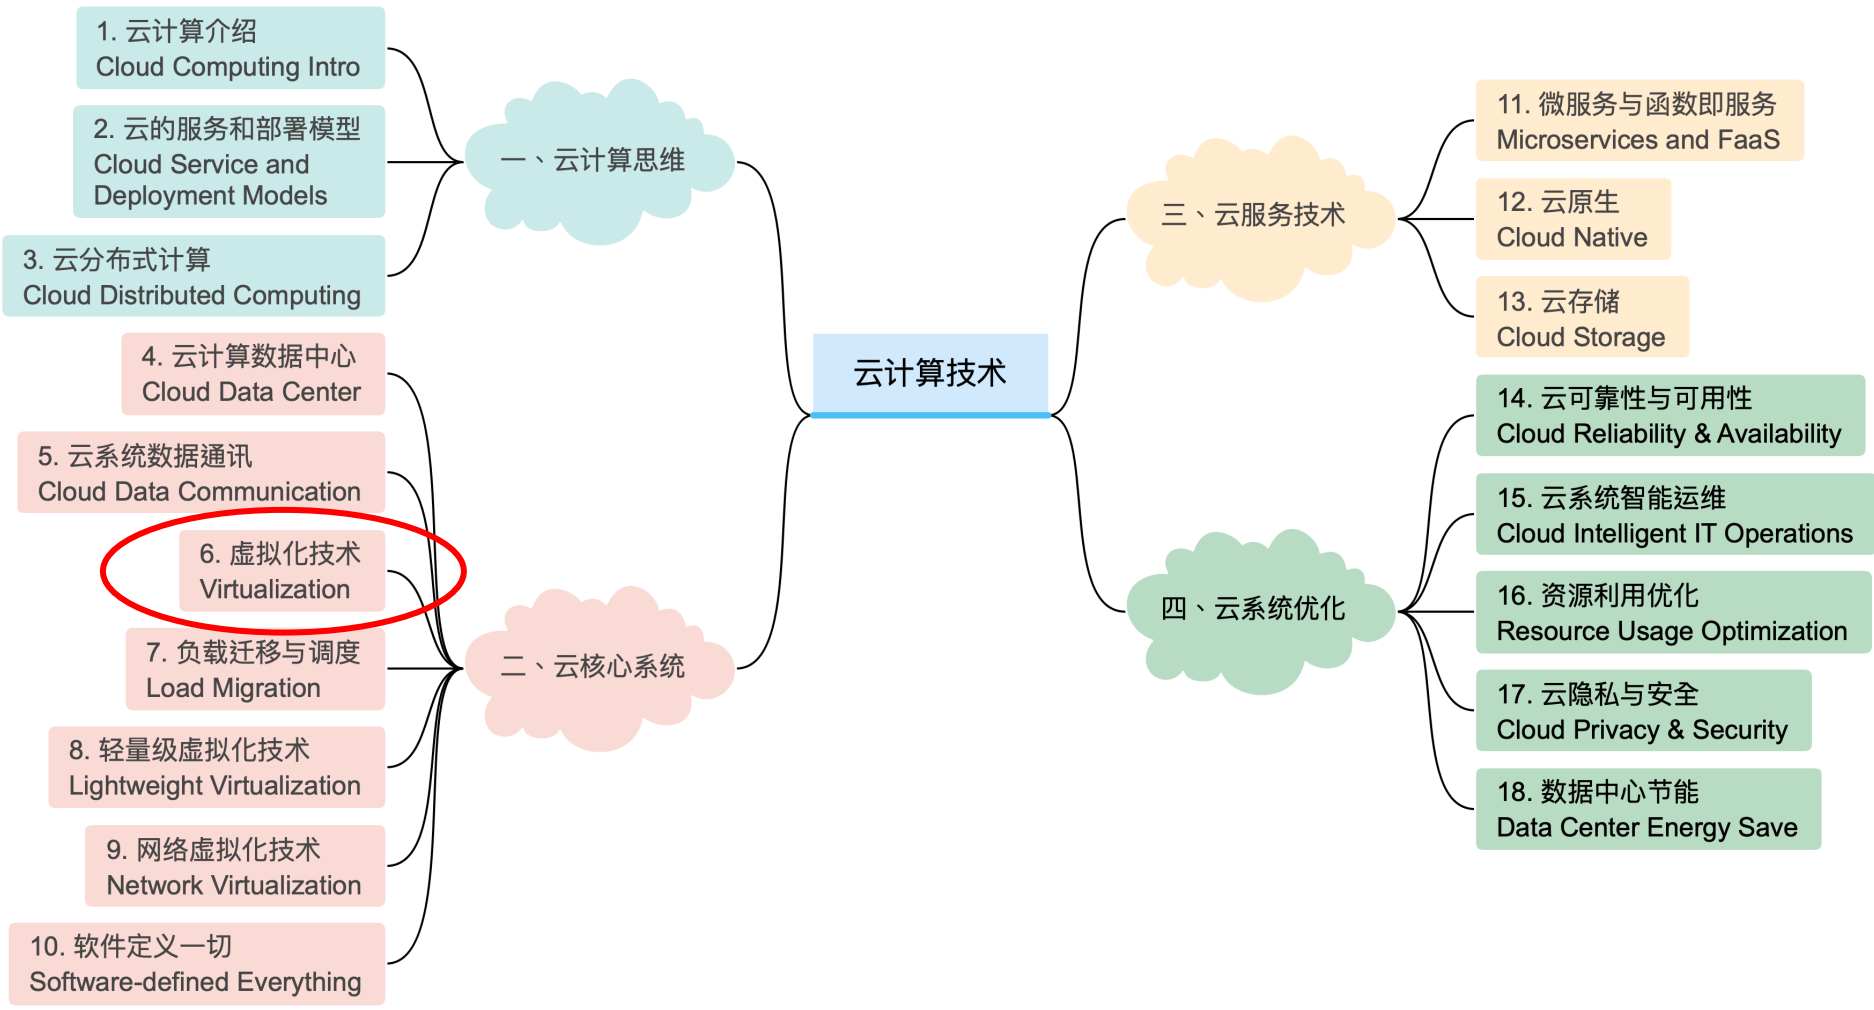 云计算技术
一、云计算思维
1. 云计算介绍
Cloud Computing Intro
2. 云的服务和部署模型
Cloud Service and
Deployment Models
3. 云分布式计算
Cloud Distributed Computing
二、云核心系统
4. 云计算数据中心
Cloud Data Center
5. 云系统数据通讯
Cloud Data Communication
6. 虚拟化技术
Virtualization
7. 负载迁移与调度
Load Migration
8. 轻量级虚拟化技术
Lightweight Virtualization
9. 网络虚拟化技术
Network Virtualization
10. 软件定义一切
Software-defined Everything
三、云服务技术
11. 微服务与函数即服务
Microservices and FaaS
12. 云原生
Cloud Native
13. 云存储
Cloud Storage
四、云系统优化
14. 云可靠性与可用性
Cloud Reliability & Availability
15. 云系统智能运维
Cloud Intelligent IT Operations
16. 资源利用优化
Resource Usage Optimization
17. 云隐私与安全
Cloud Privacy & Security
18. 数据中心节能
Data Center Energy Save